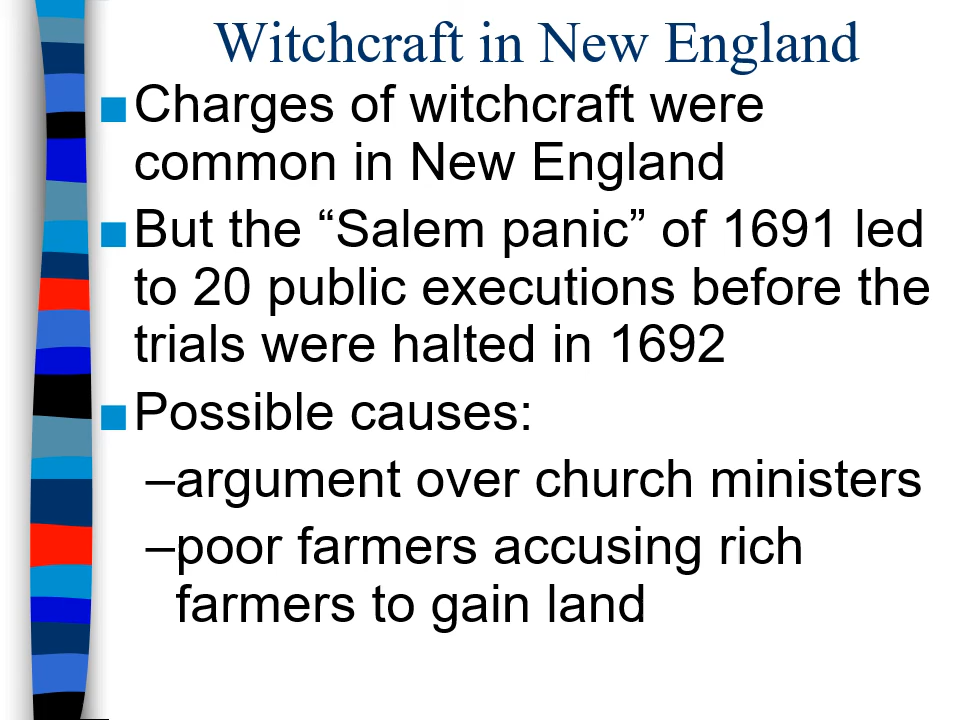 Witchcraft in New England
■Charges of witchcraft were
common in New England
■But the “Salem panic” of 1691 led
to 20 public executions before the
trials were halted in 1692
■Possible causes:
–argument over church ministers
–poor farmers accusing rich
farmers to gain land